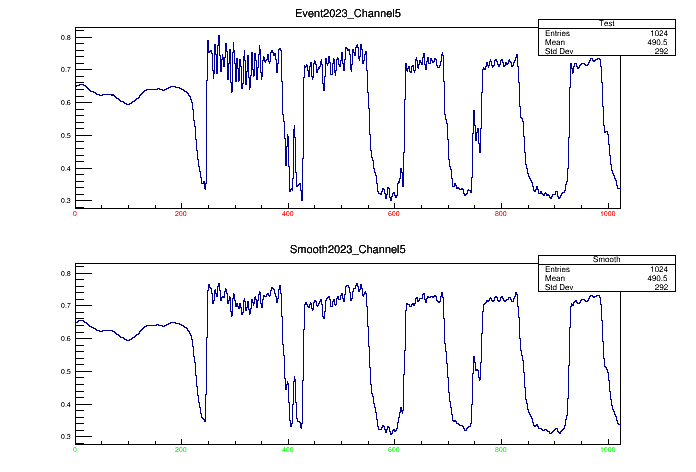 Event2023_Channel5
Test
Entries 1024
Mean 490.5
Std Dev 292
0.8
0.7
0.6
0.5
0.4
0.3
0 200 400 600 800 1000
Smooth2023_Channel5
Smooth
Entries 1024
Mean 490.5
Std Dev 292
0.8
0.7
0.6
0.5
0.4
0.3
0 200 400 600 800 1000